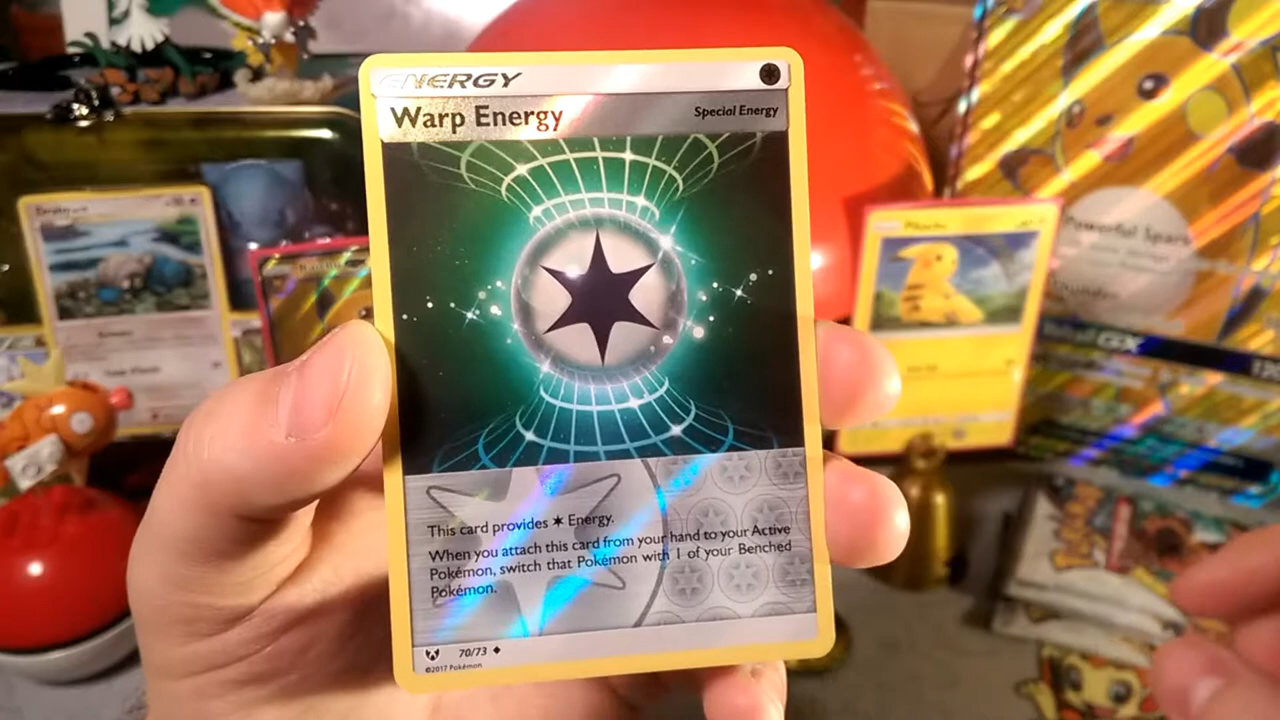 ENERGY
Warp Energy
Special Energy
This card provides ✶ Energy.
When you attach this card from your hand to your Active
Pokémon, switch that Pokémon with 1 of your Benched
Pokémon.
70/73
©2017 Pokémon
Pikachu
Powerful Spark
GX